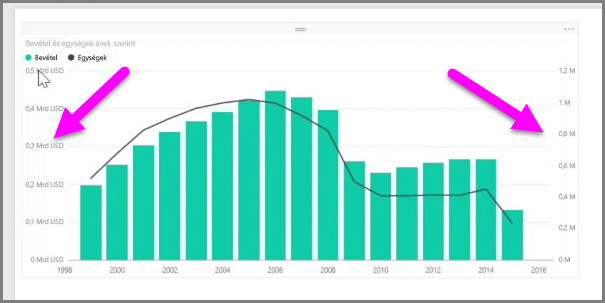 Bevétel és egységek évek szerint
Bevétel Egységek
0,5 Mrd USD 1,2 M
0,4 Mrd USD 1 M
0,3 Mrd USD 0,8 M
0,2 Mrd USD 0,6 M
0,1 Mrd USD 0,4 M
0 Mrd USD 0,2 M
0 M
1998 2000 2002 2004 2006 2008 2010 2012 2014 2016